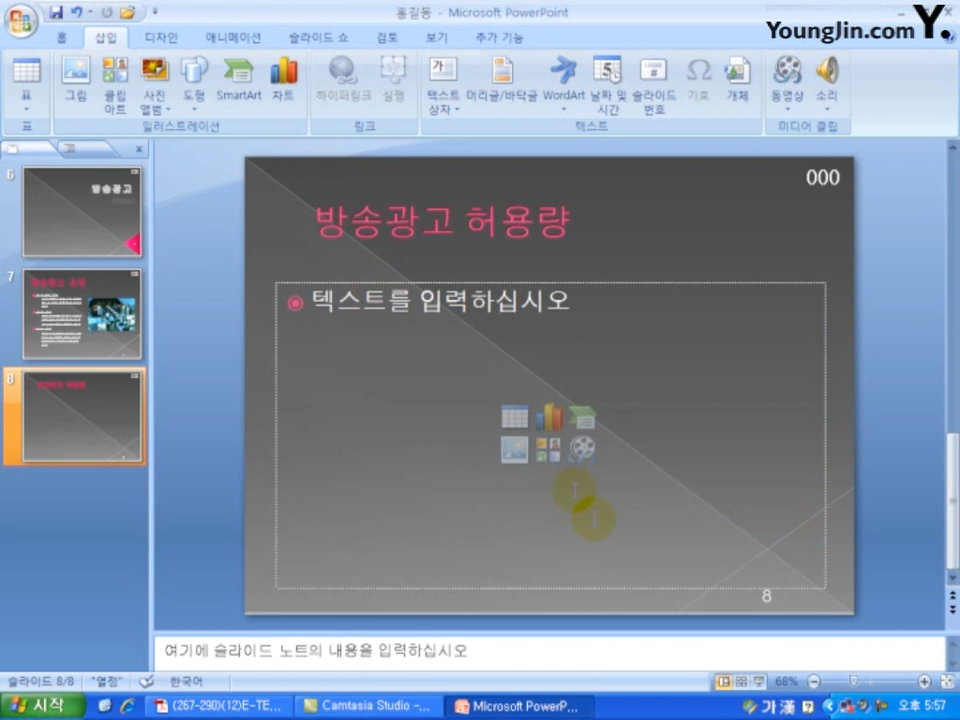 홍길동 - Microsoft PowerPoint
YoungJin.com Y.
홈 삽입 디자인 애니메이션 슬라이드 쇼 검토 보기 추가 기능
표 그림 클립 아트 사진 앨범 도형 SmartArt 차트 하이퍼링크 실행 텍스트 상자 머리글/바닥글 WordArt 날짜 및 시간 슬라이드 번호 기호 개체 동영상 소리
표 일러스트레이션 링크 텍스트 미디어 클립
6
방송광고
7
8
000
방송광고 허용량
텍스트를 입력하십시오
8
여기에 슬라이드 노트의 내용을 입력하십시오
슬라이드 8/8 "열정" 한국어 68%
시작 (267-290)(12)E-TE... Camtasia Studio -... Microsoft PowerP... 가 漢 오후 5:57